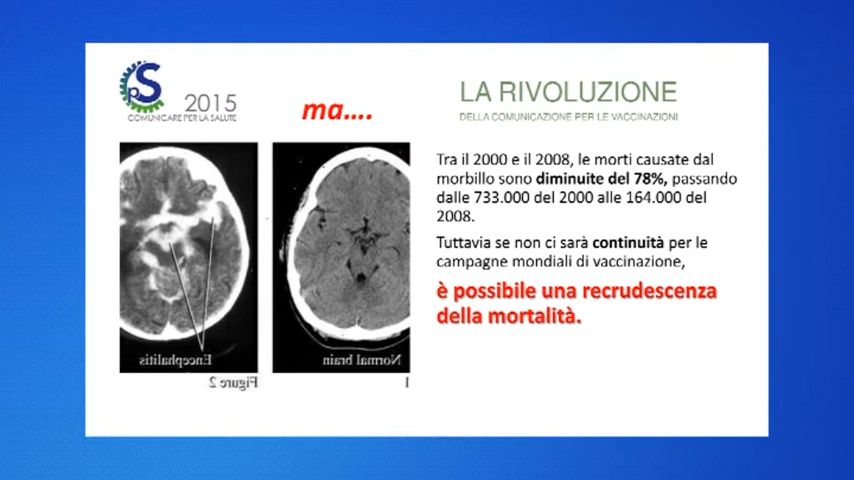 pS
2015
COMUNICARE PER LA SALUTE
ma....
LA RIVOLUZIONE
DELLA COMUNICAZIONE PER LE VACCINAZIONI
Tra il 2000 e il 2008, le morti causate dal
morbillo sono diminuite del 78%, passando
dalle 733.000 del 2000 alle 164.000 del
2008.
Tuttavia se non ci sarà continuità per le
campagne mondiali di vaccinazione,
è possibile una recrudescenza
della mortalità.
Encephalitis
Normal brain
Figure 2
1